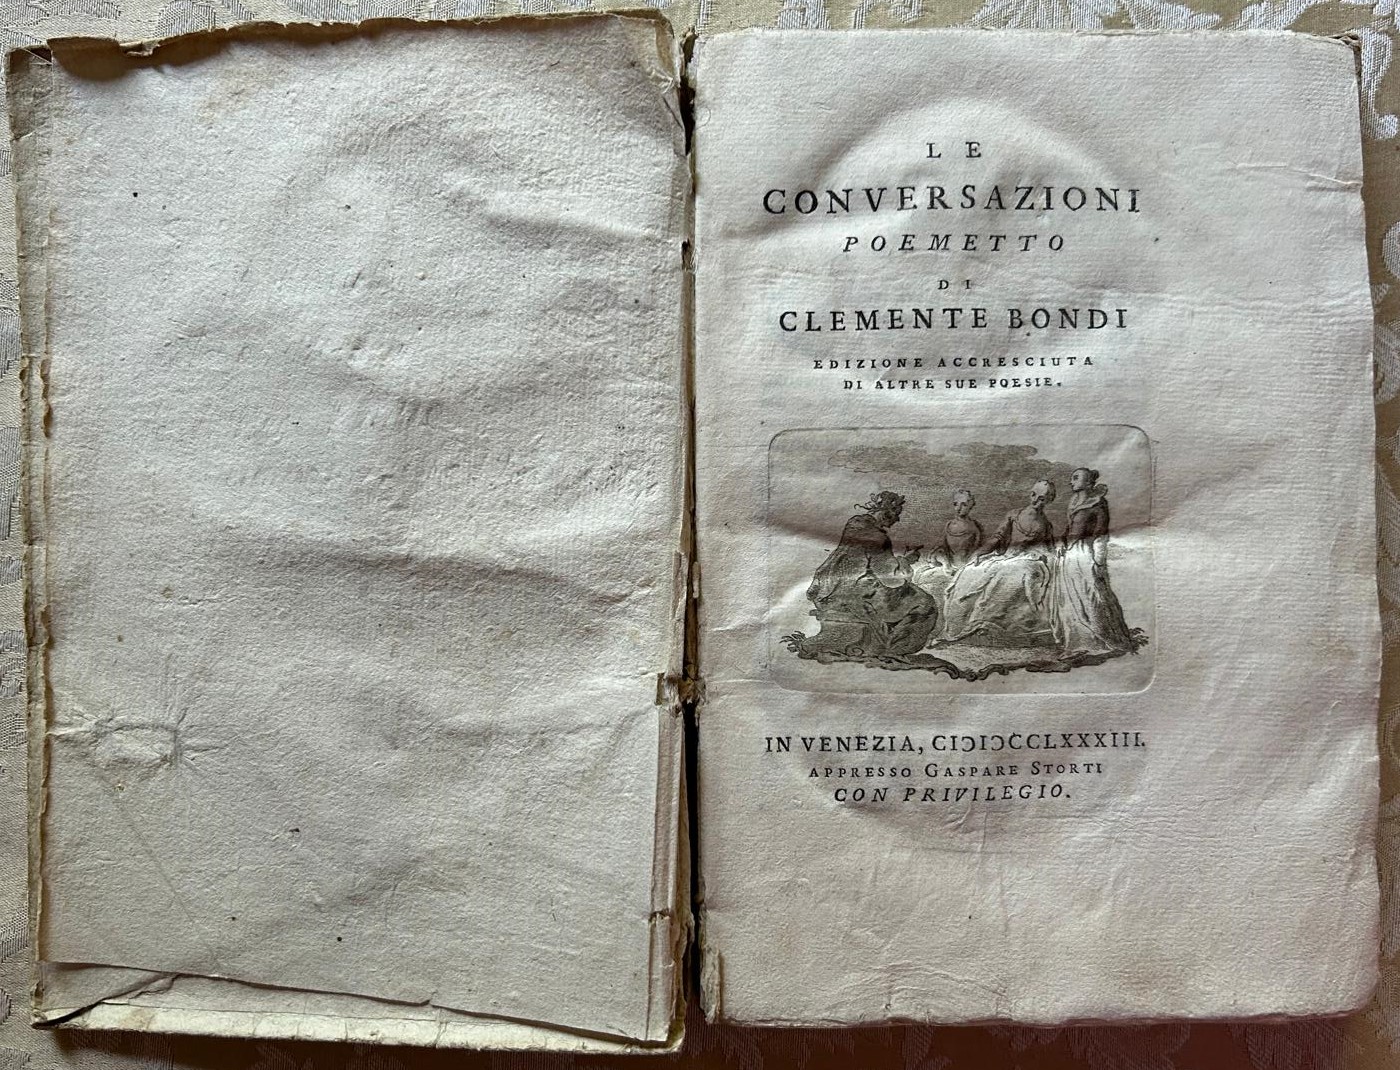 LE
CONVERSAZIONI
POEMETTO
DI
CLEMENTE BONDI
EDIZIONE ACCRESCIUTA
DI ALTRE SUE POESIE.
IN VENEZIA, CIƆIƆCCLXXXIII.
APPRESSO GASPARE STORTI
CON PRIVILEGIO.